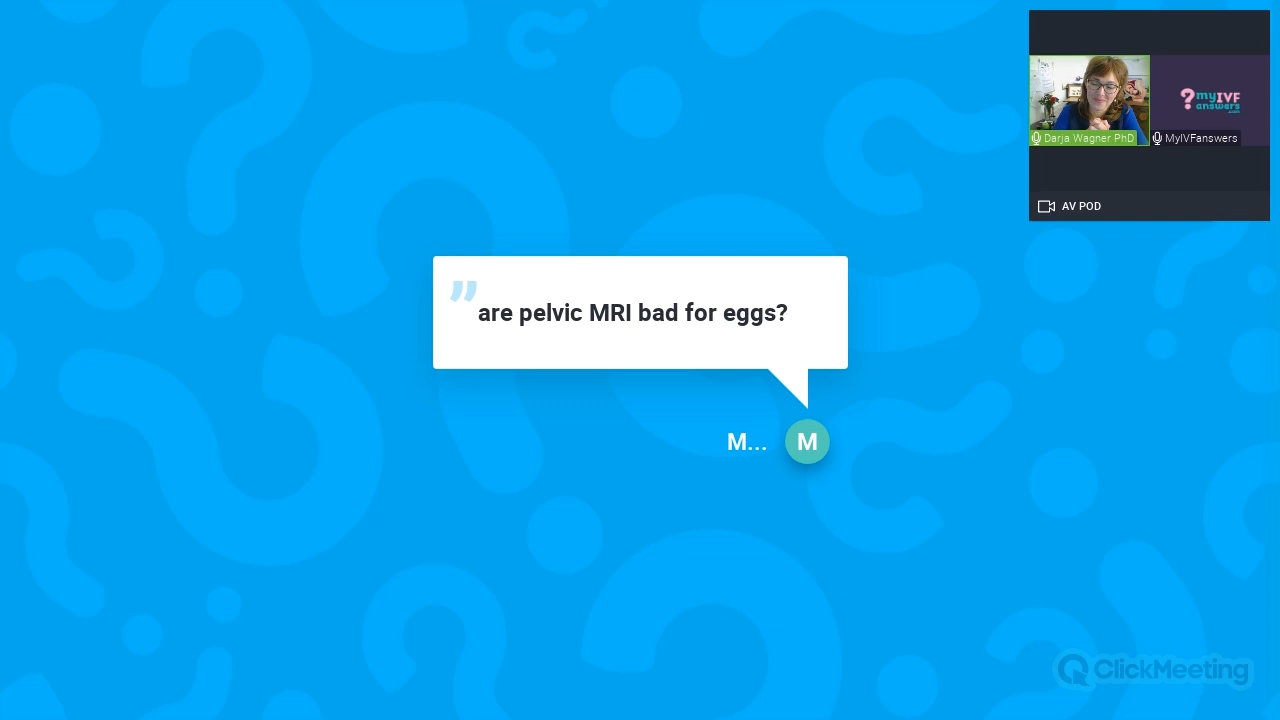 ”are pelvic MRI bad for eggs?
M... M
Darja Wagner PhD
MyIVFanswers
?myIVF
answers
.com
AV POD
ClickMeeting